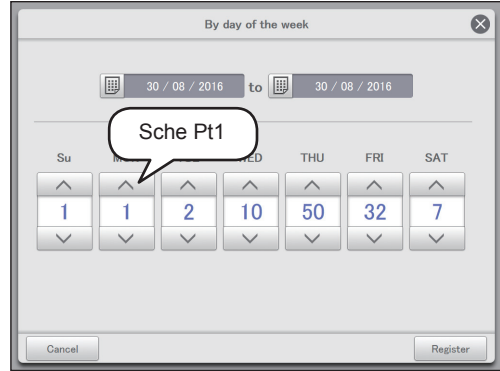 By day of the week
30 / 08 / 2016 to 30 / 08 / 2016
Sche Pt1
Su THU FRI SAT
1 1 2 10 50 32 7
Cancel Register